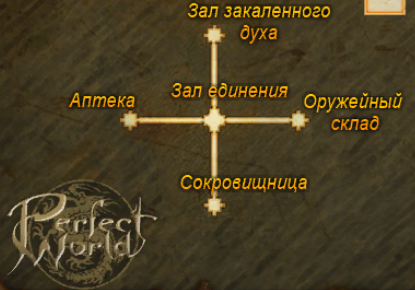 Зал закаленного
духа
Зал единения
Аптека
Оружейный
склад
Сокровищница
Perfect
World